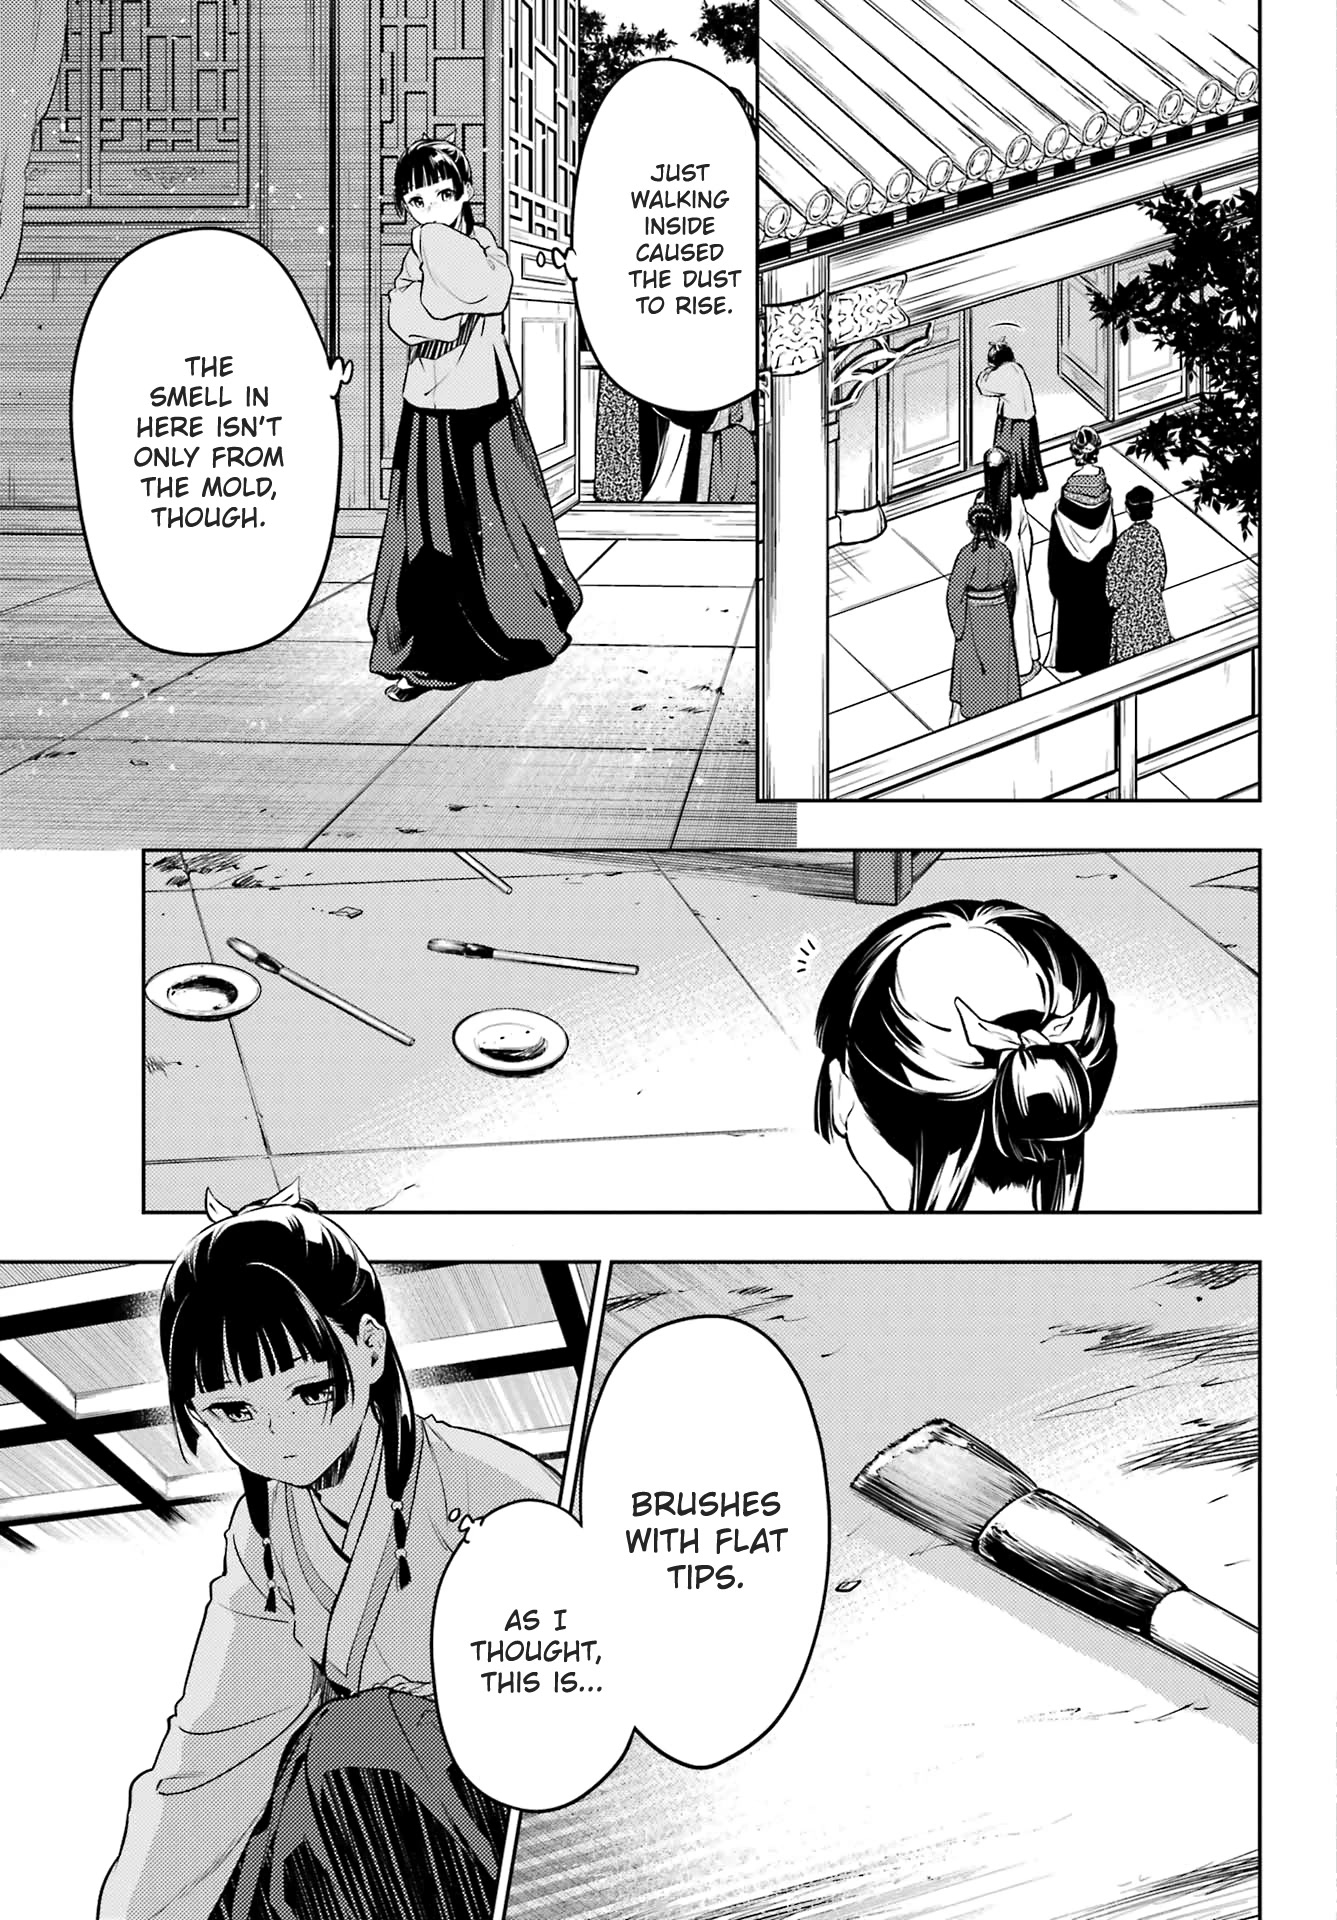 JUST
WALKING
INSIDE
CAUSED
THE DUST
TO RISE.
THE
SMELL IN
HERE ISN'T
ONLY FROM
THE MOLD,
THOUGH.
BRUSHES
WITH FLAT
TIPS.
AS I
THOUGHT,
THIS IS...